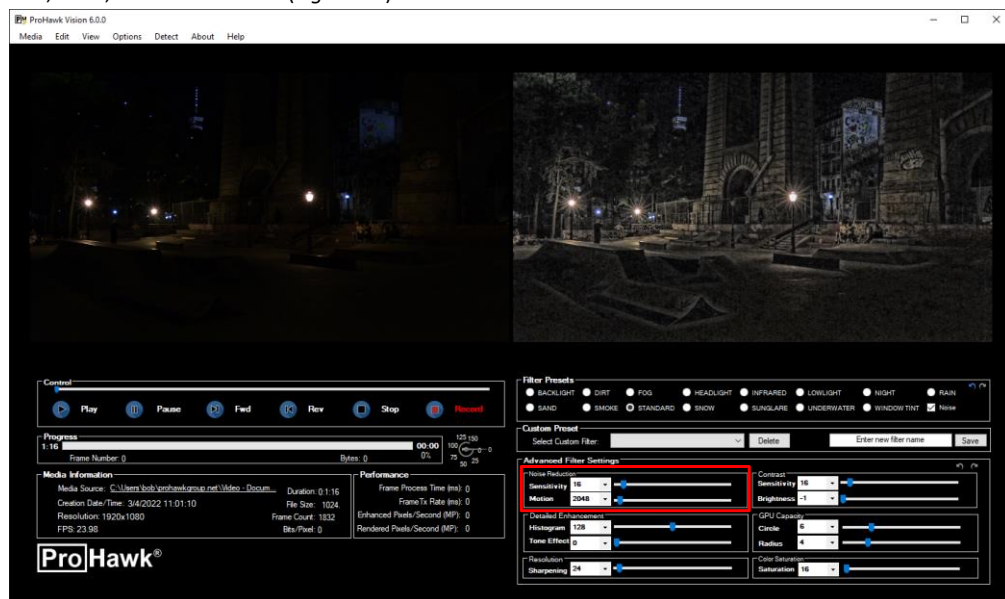 ProHawk Vision 6.0.0
Media Edit View Options Detect About Help
Control
Play Pause Fwd Rev Stop Record
Progress
1:16 00:00
Frame Number: 0 Bytes: 0 0%
125 150
100 0
75 50 25
Media Information
Media Source: C:\Users\bob\prohawkgroup.net\Video - Docum... Duration: 0:1:16
Creation Date/Time: 3/4/2022 11:01:10 File Size: 1024
Resolution: 1920x1080 Frame Count: 1832
FPS: 23.98 Bits/Pixel: 0
Performance
Frame Process Time (ms): 0
FrameTx. Rate (ms): 0
Enhanced Pixels/Second (MP): 0
Rendered Pixels/Second (MP): 0
ProHawk®
Filter Presets
BACKLIGHT DIRT FOG HEADLIGHT INFRARED LOWLIGHT NIGHT RAIN
SAND SMOKE STANDARD SNOW SUNGLARE UNDERWATER WINDOW TINT Noise
Custom Preset
Select Custom Filter: Delete Enter new filter name Save
Advanced Filter Settings
Noise Reduction
Sensitivity 16
Motion 2048
Contrast
Sensitivity 16
Brightness -1
Detailed Enhancement
Histogram 128
Tone Effect 0
GPU Capacity
Circle 6
Radius 4
Resolution
Sharpening 24
Color Saturation
Saturation 16